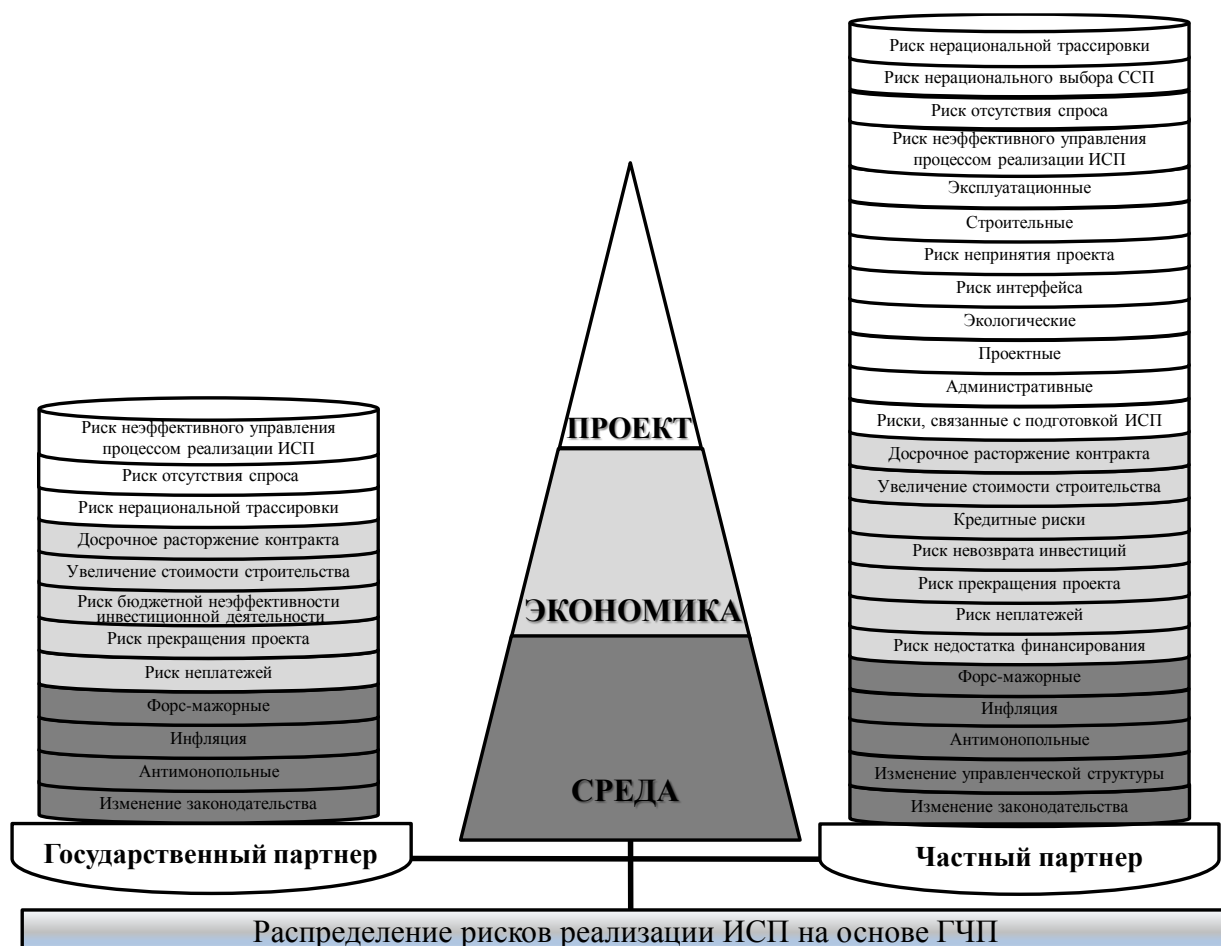 Риск неэффективного управления
процессом реализации ИСП
Риск отсутствия спроса
Риск нерациональной трассировки
Досрочное расторжение контракта
Увеличение стоимости строительства
Риск бюджетной неэффективности
инвестиционной деятельности
Риск прекращения проекта
Риск неплатежей
Форс-мажорные
Инфляция
Антимонопольные
Изменение законодательства
Государственный партнер
ПРОЕКТ
ЭКОНОМИКА
СРЕДА
Риск нерациональной трассировки
Риск нерационального выбора ССП
Риск отсутствия спроса
Риск неэффективного управления
процессом реализации ИСП
Эксплуатационные
Строительные
Риск непринятия проекта
Риск интерфейса
Экологические
Проектные
Административные
Риски, связанные с подготовкой ИСП
Досрочное расторжение контракта
Увеличение стоимости строительства
Кредитные риски
Риск невозврата инвестиций
Риск прекращения проекта
Риск неплатежей
Риск недостатка финансирования
Форс-мажорные
Инфляция
Антимонопольные
Изменение управленческой структуры
Изменение законодательства
Частный партнер
Распределение рисков реализации ИСП на основе ГЧП